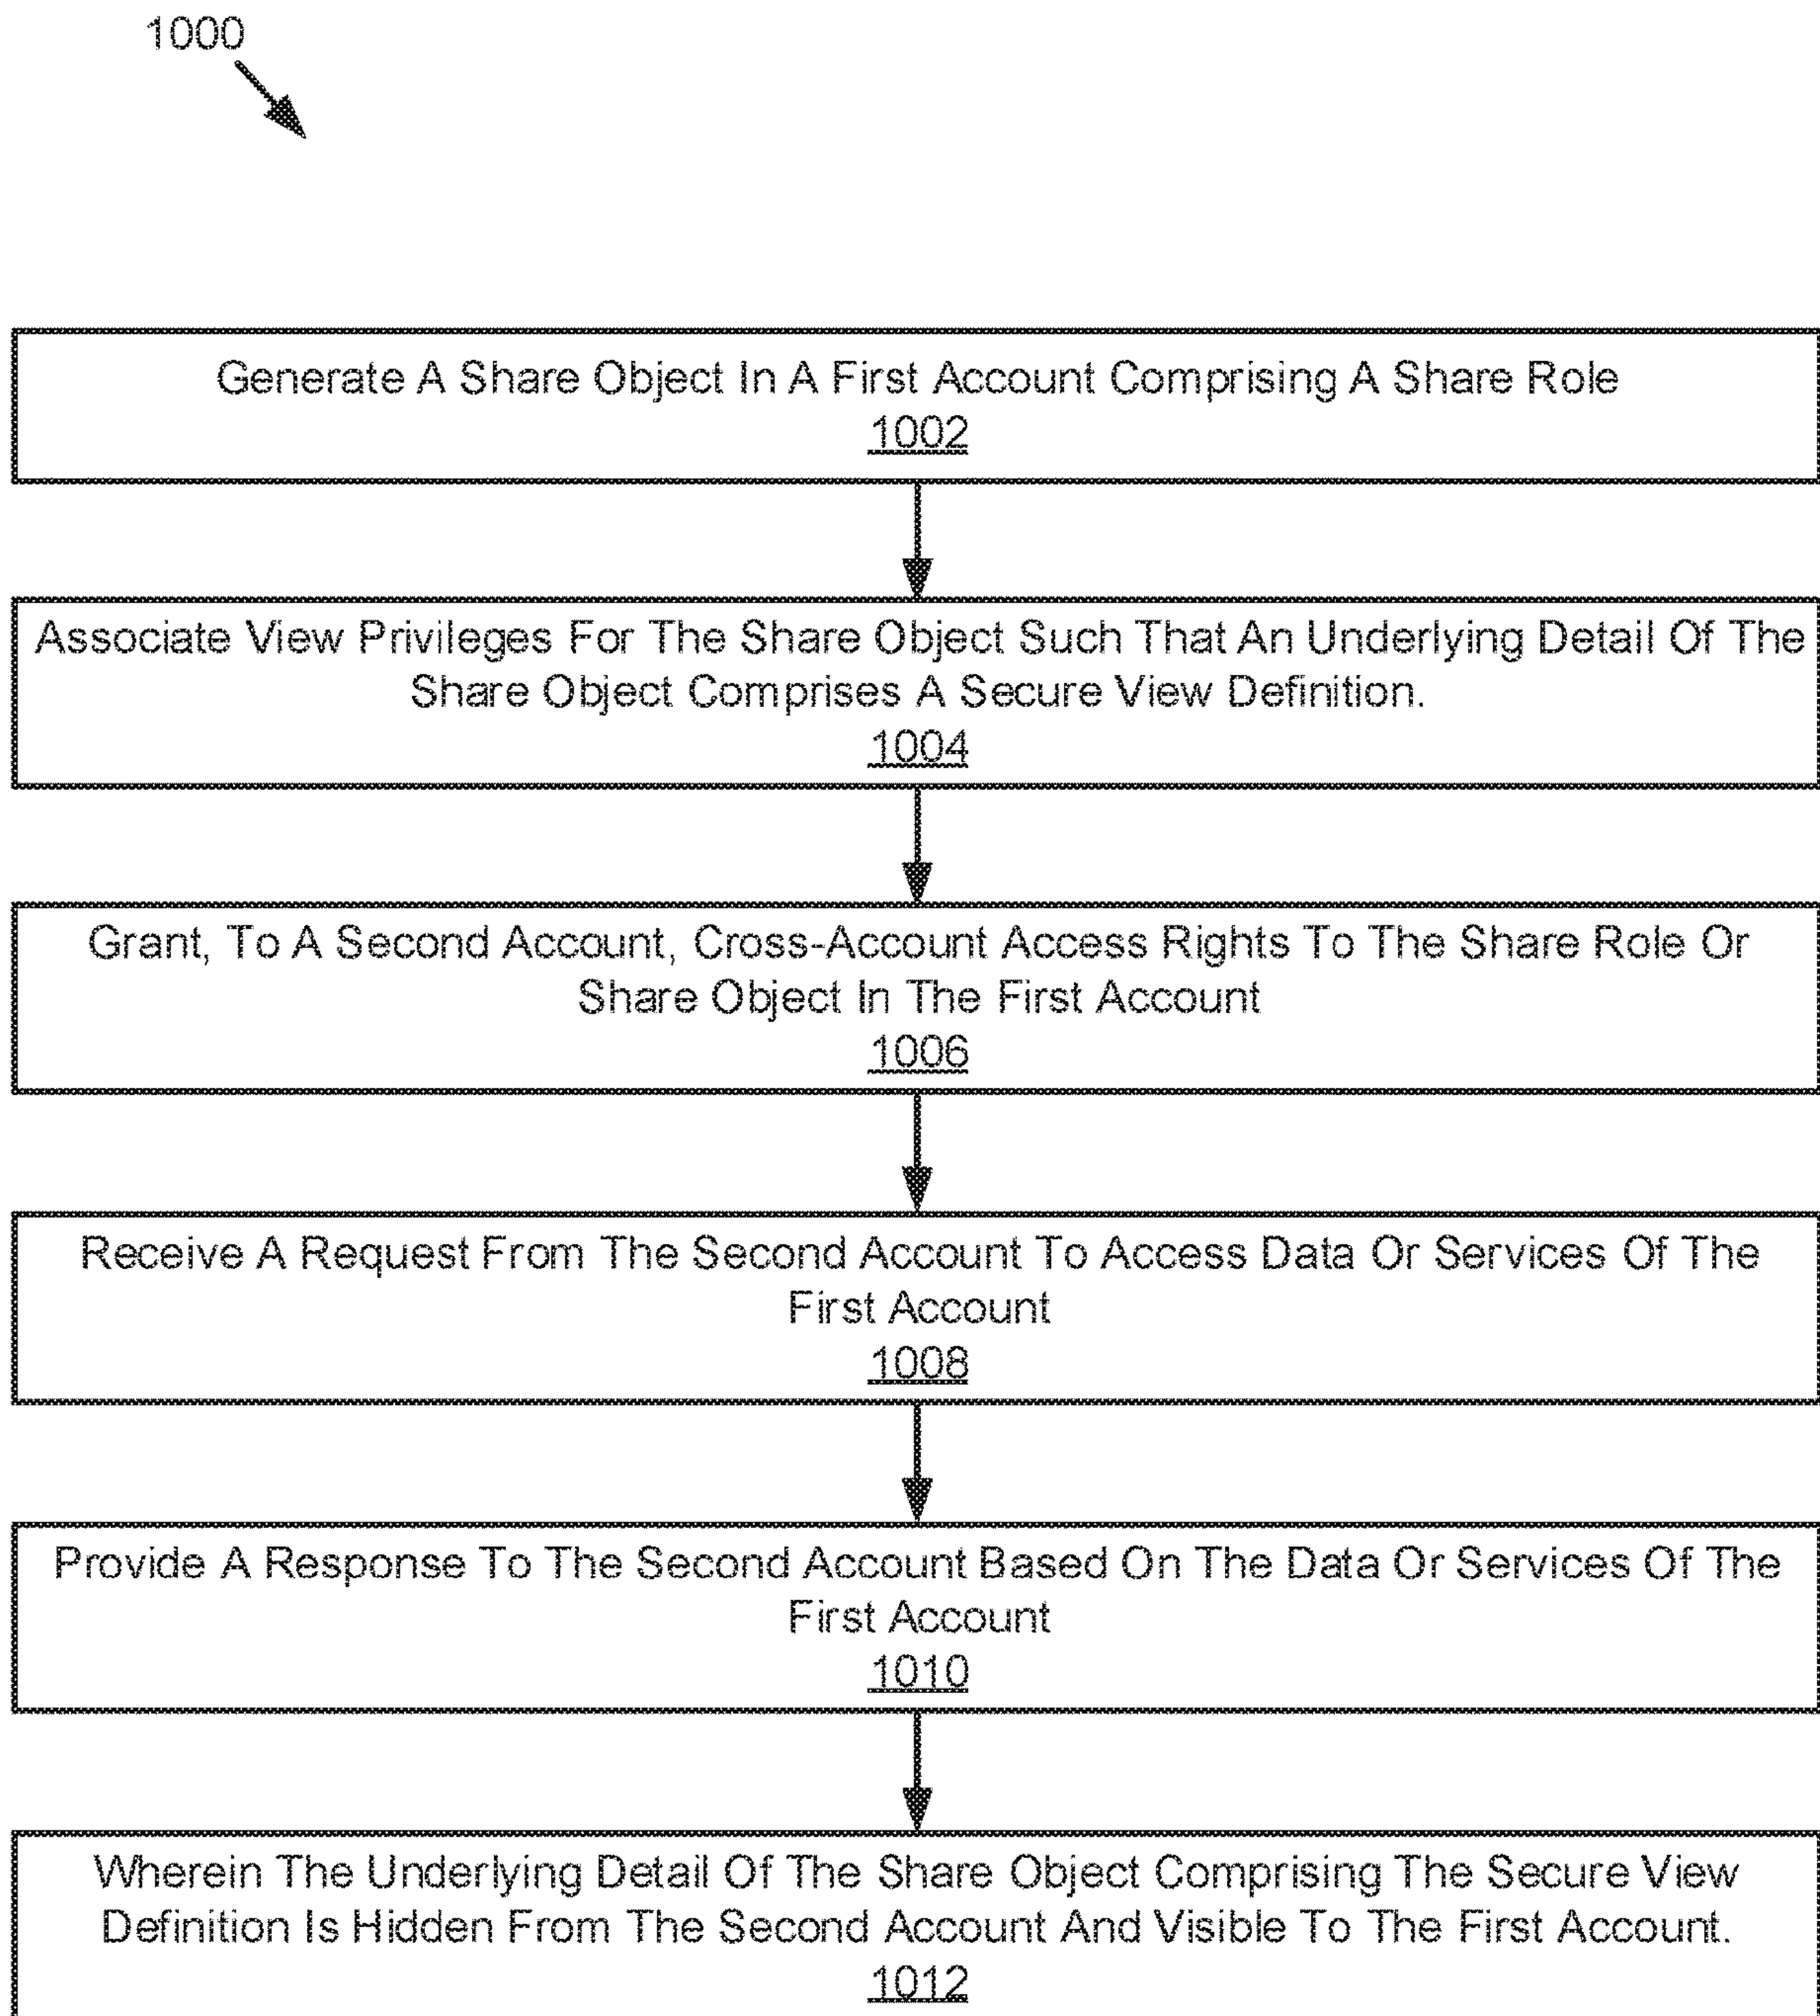 1000
Generate A Share Object In A First Account Comprising A Share Role
1002
Associate View Privileges For The Share Object Such That An Underlying Detail Of The
Share Object Comprises A Secure View Definition.
1004
Grant, To A Second Account, Cross-Account Access Rights To The Share Role Or
Share Object In The First Account
1006
Receive A Request From The Second Account To Access Data Or Services Of The
First Account
1008
Provide A Response To The Second Account Based On The Data Or Services Of The
First Account
1010
Wherein The Underlying Detail Of The Share Object Comprising The Secure View
Definition Is Hidden From The Second Account And Visible To The First Account.
1012